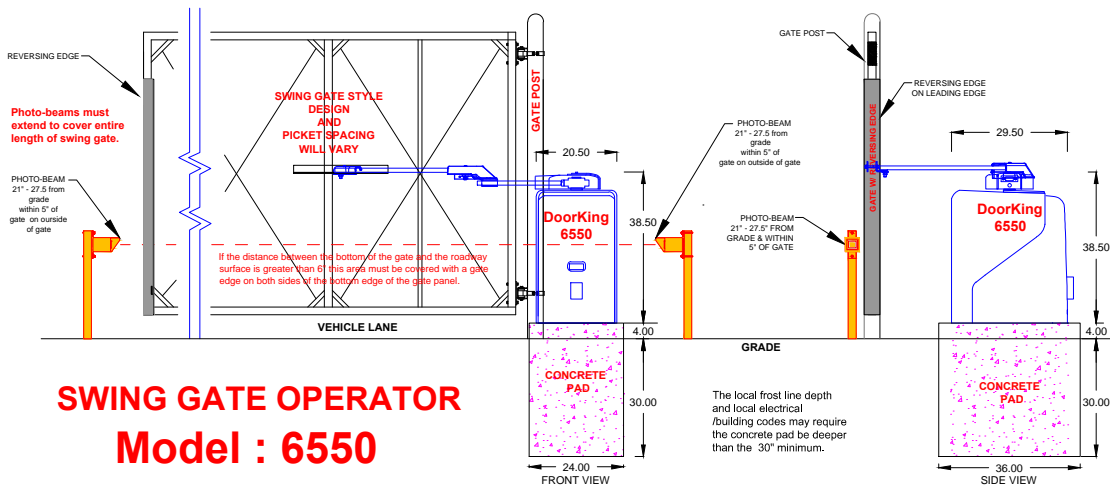 REVERSING EDGE
Photo-beams must
extend to cover entire
length of swing gate.
PHOTO-BEAM
21" - 27.5 from
grade
within 5" of
gate on ourside
of gate
SWING GATE STYLE
DESIGN
AND
PICKET SPACING
WILL VARY
GATE POST
20.50
DoorKing
6550
38.50
If the distance between the bottom of the gate and the roadway
surface is greater than 6" this area must be covered with a gate
edge on both sides of the bottom edge of the gate panel.
VEHICLE LANE
4.00
CONCRETE
PAD
30.00
24.00
FRONT VIEW
PHOTO-BEAM
21" - 27.5 from
grade
within 5" of
gate on outside of gate
GRADE
The local frost line depth
and local electrical
/building codes may require
the concrete pad be deeper
than the 30" minimum.
GATE POST
REVERSING EDGE
ON LEADING EDGE
GATE W/ REVERSING EDGE
PHOTO-BEAM
21" - 27.5" FROM
GRADE & WITHIN
5" OF GATE
29.50
DoorKing
6550
38.50
4.00
CONCRETE
PAD
30.00
36.00
SIDE VIEW
SWING GATE OPERATOR
Model : 6550